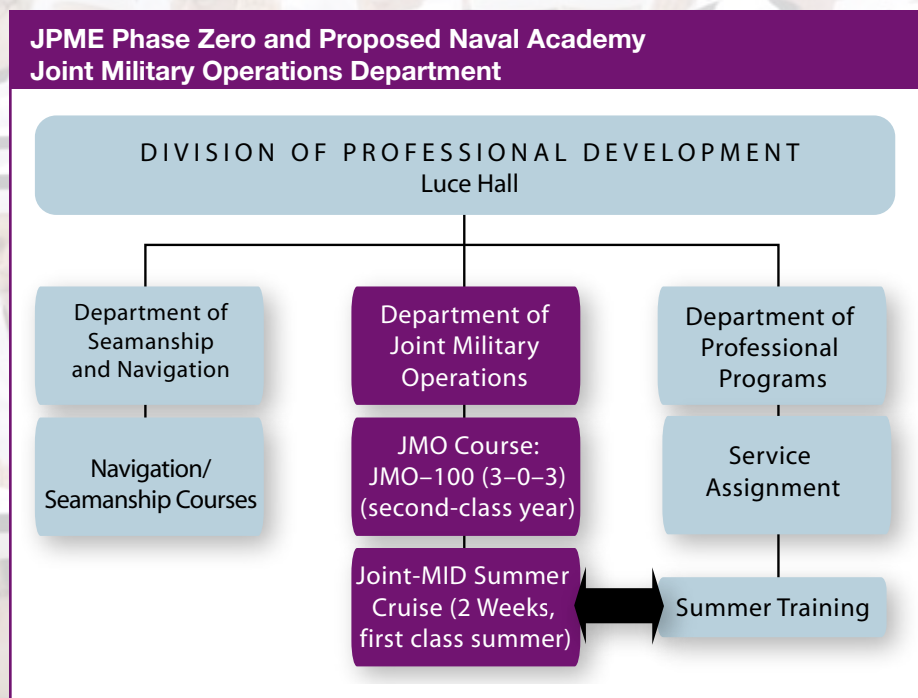 JPME Phase Zero and Proposed Naval Academy
Joint Military Operations Department
DIVISION OF PROFESSIONAL DEVELOPMENT
Luce Hall
Department of
Seamanship
and Navigation
Navigation/
Seamanship Courses
Department of
Joint Military
Operations
JMO Course:
JMO–100 (3–0–3)
(second-class year)
Joint-MID Summer
Cruise (2 Weeks,
first class summer)
Department of
Professional
Programs
Service
Assignment
Summer Training